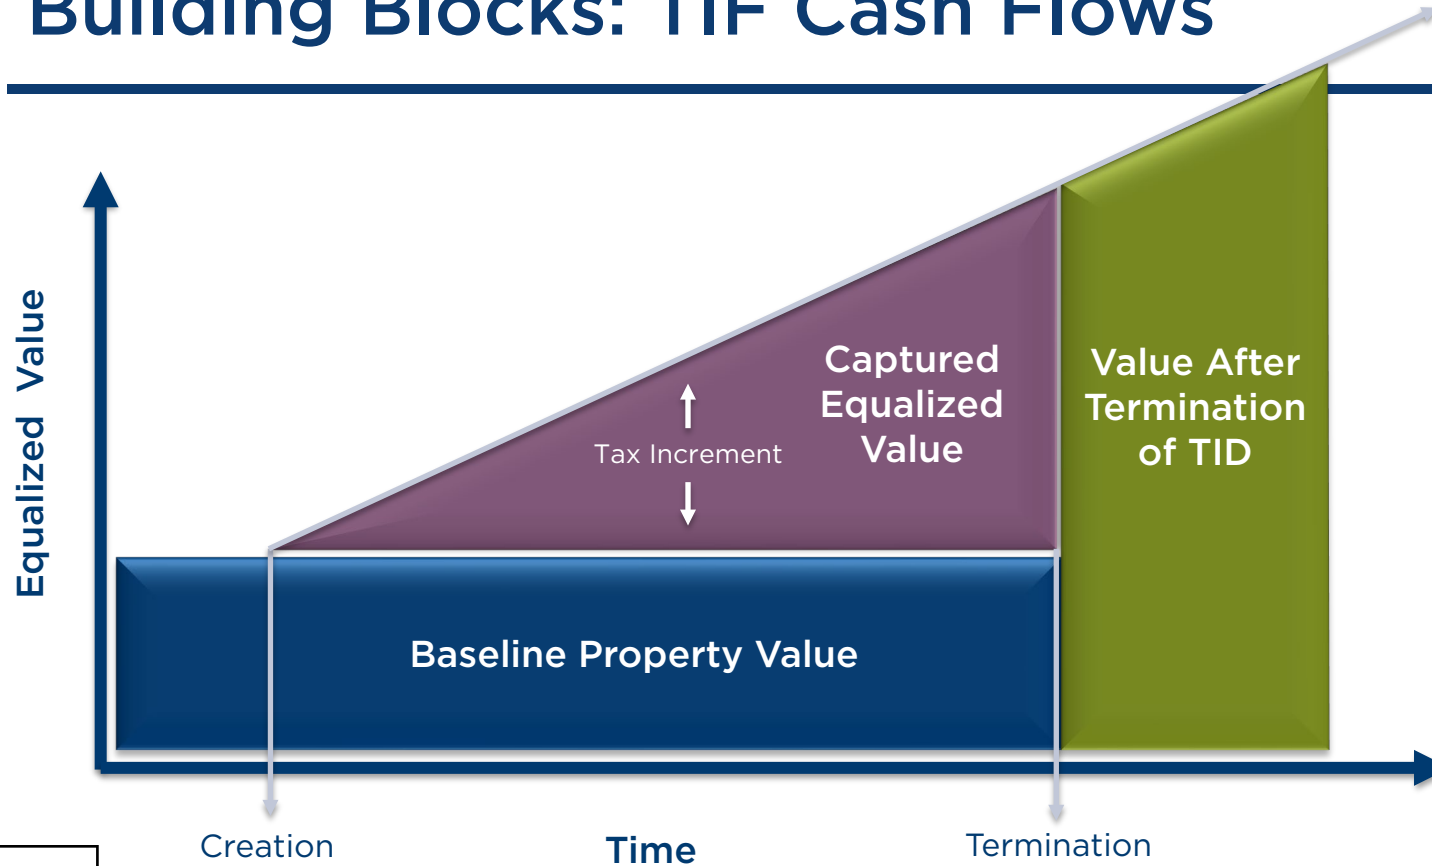 Building Blocks: TIF Cash Flows
Equalized Value
Captured
Equalized
Value
Tax Increment
Value After
Termination
of TID
Baseline Property Value
Creation
Time
Termination